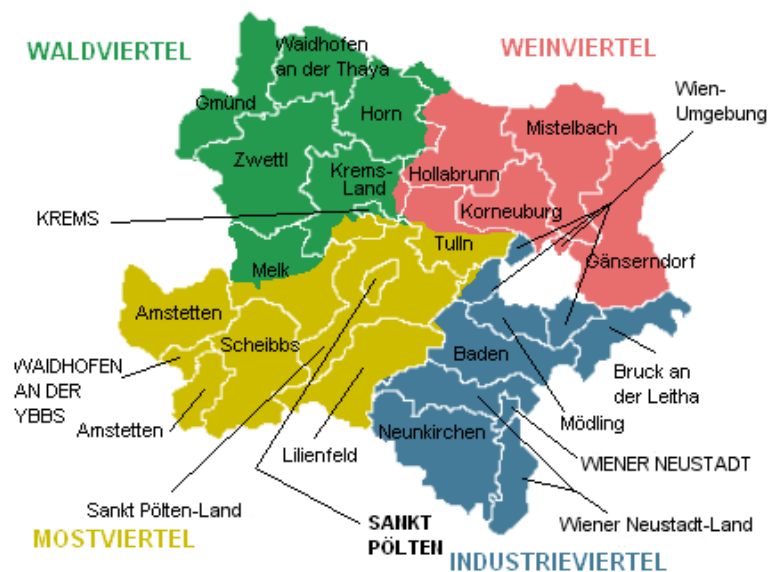 WALDVIERTEL
Waidhofen
an der Thaya
WEINVIERTEL
Wien-
Umgebung
Gmünd
Horn
Mistelbach
Zwettl
Krems-
Land
Hollabrunn
KREMS
Korneuburg
Tulln
Melk
Gänserndorf
Amstetten
Scheibbs
Baden
WAIDHOFEN
AN DER
YBBS
Bruck an
der Leitha
Amstetten
Mödling
Neunkirchen
Lilienfeld
WIENER NEUSTADT
Sankt Pölten-Land
SANKT
PÖLTEN
Wiener Neustadt-Land
MOSTVIERTEL
INDUSTRIEVIERTEL